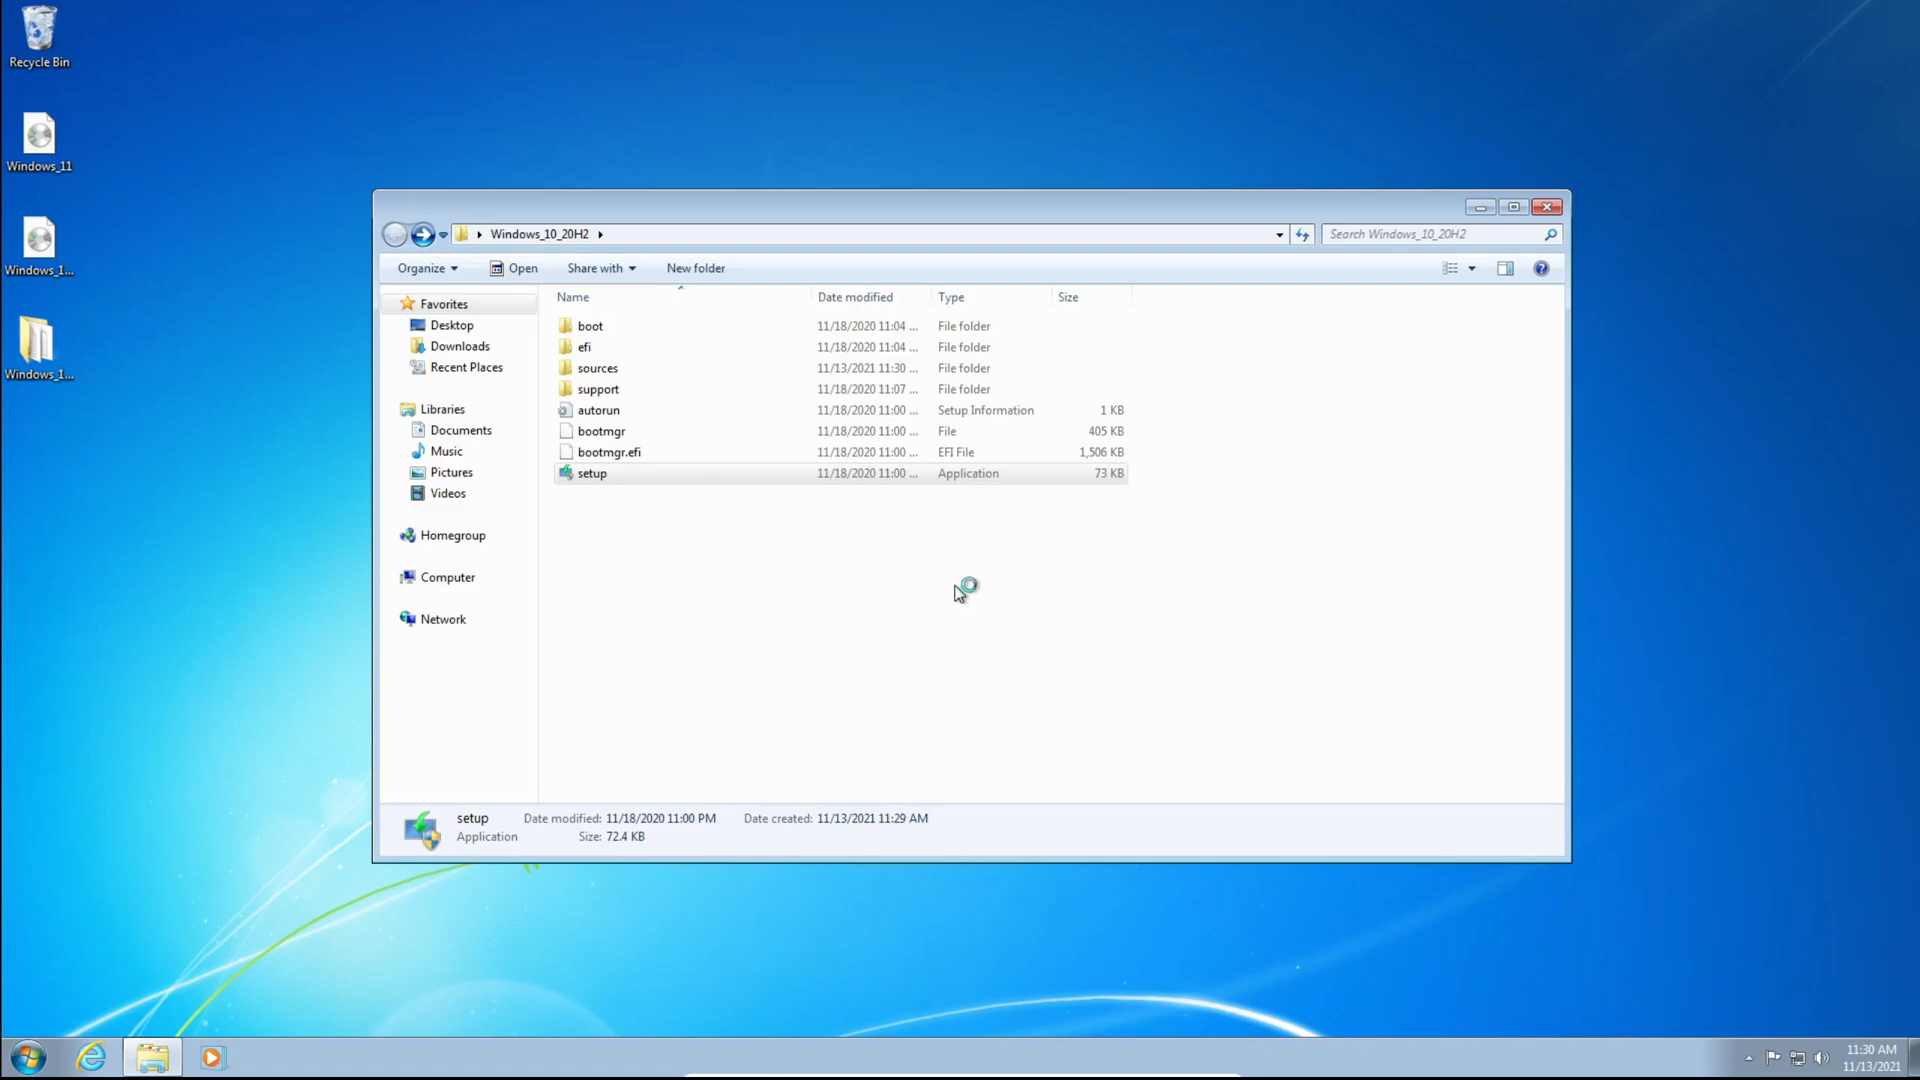 Recycle Bin
Windows_11
Windows_1...
Windows_1...
Windows_10_20H2
Search Windows_10_20H2
Organize
Open
Share with
New folder
Name Date modified Type Size
Favorites
Desktop
Downloads
Recent Places
Libraries
Documents
Music
Pictures
Videos
Homegroup
Computer
Network
boot 11/18/2020 11:04 ... File folder
efi 11/18/2020 11:04 ... File folder
sources 11/13/2021 11:30 ... File folder
support 11/18/2020 11:07 ... File folder
autorun 11/18/2020 11:00 ... Setup Information 1 KB
bootmgr 11/18/2020 11:00 ... File 405 KB
bootmgr.efi 11/18/2020 11:00 ... EFI File 1,506 KB
setup 11/18/2020 11:00 ... Application 73 KB
setup Date modified: 11/18/2020 11:00 PM Date created: 11/13/2021 11:29 AM
Application Size: 72.4 KB
11:30 AM
11/13/2021